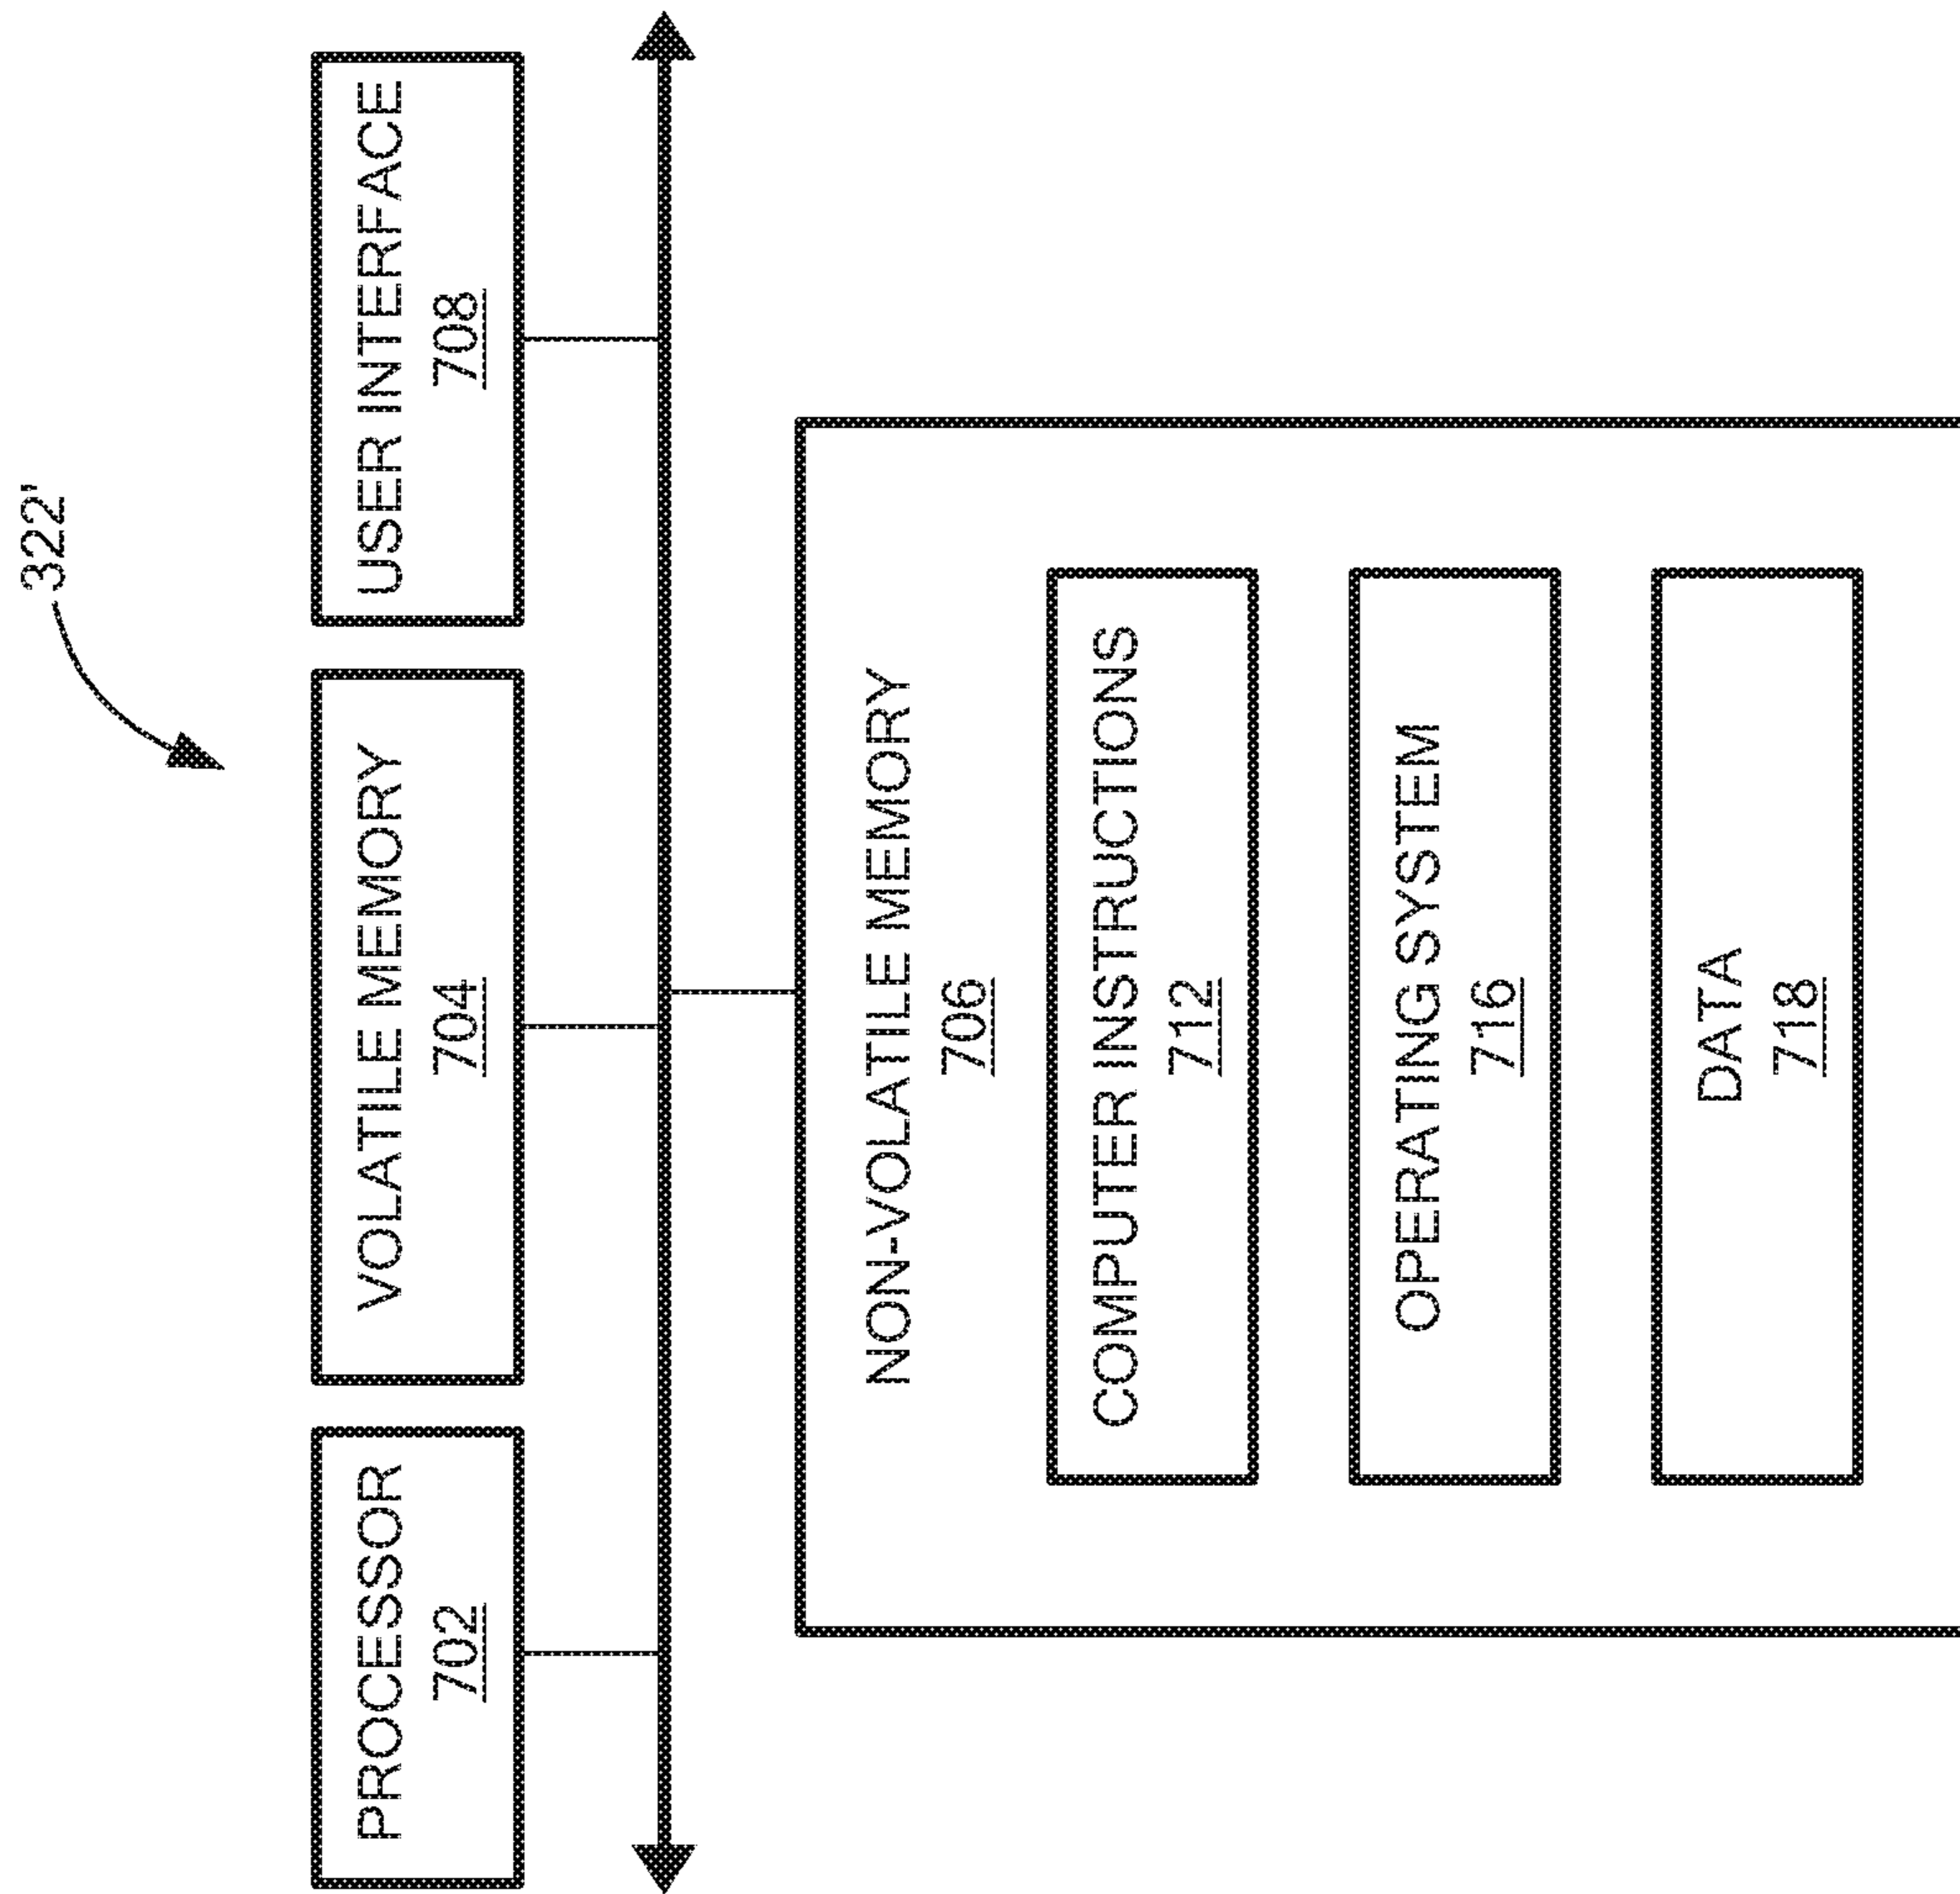 322'
PROCESSOR
702
VOLATILE MEMORY
704
USER INTERFACE
708
NON-VOLATILE MEMORY
706
COMPUTER INSTRUCTIONS
712
OPERATING SYSTEM
716
DATA
718